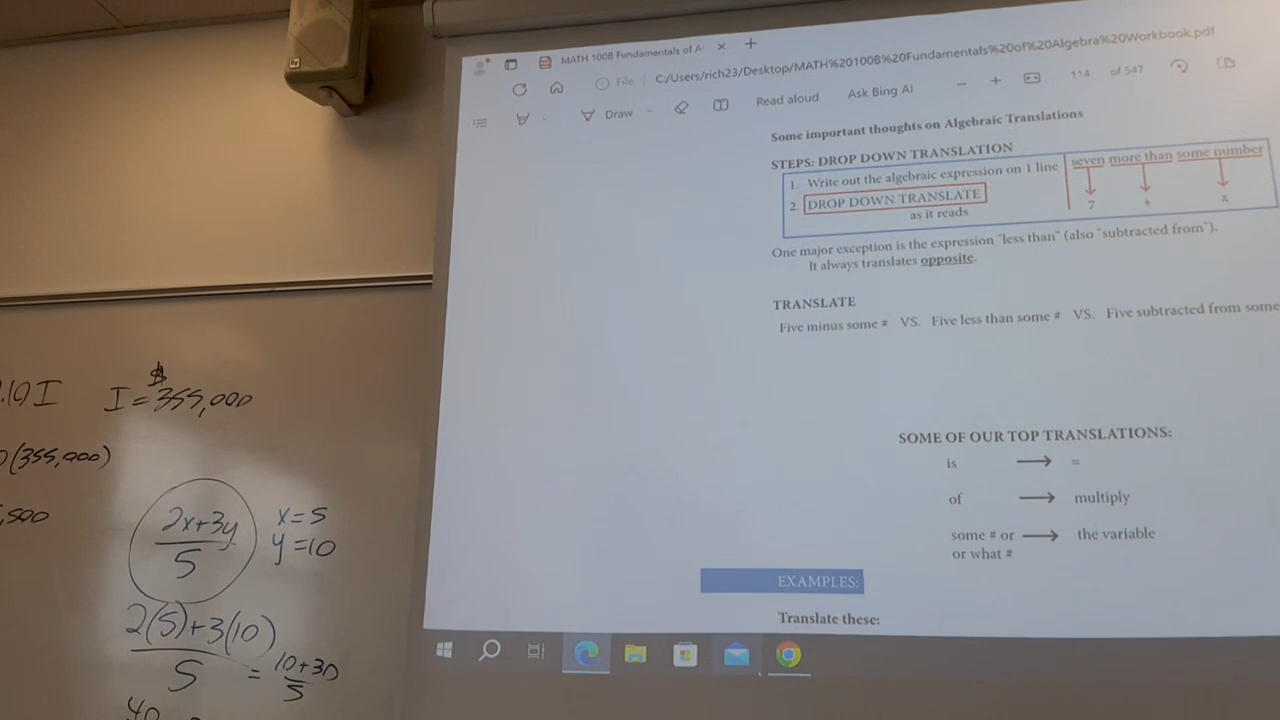 MATH 100B Fundamentals of A
File C:/Users/rich23/Desktop/MATH%20100B%20Fundamentals%20of%20Algebra%20Workbook.pdf
Draw Read aloud Ask Bing AI 114 of 547
Some important thoughts on Algebraic Translations
STEPS: DROP DOWN TRANSLATION
1. Write out the algebraic expression on 1 line
2. DROP DOWN TRANSLATE
as it reads
seven more than some number
7 + x
One major exception is the expression "less than" (also "subtracted from").
It always translates opposite.
TRANSLATE
Five minus some # VS. Five less than some # VS. Five subtracted from some
SOME OF OUR TOP TRANSLATIONS:
is → =
of → multiply
some # or → the variable
or what #
EXAMPLES:
Translate these:
.10I I = $355,000
0(355,000)
,500
2x+3y
5
x=5
y=10
2(5)+3(10)
5
= 10+30
5
40